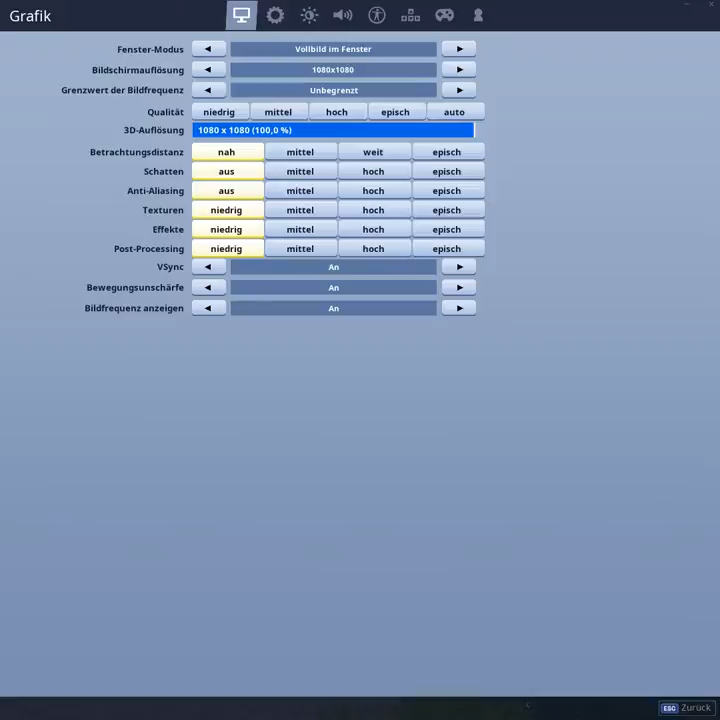 Grafik
Fenster-Modus Vollbild im Fenster
Bildschirmauflösung 1080x1080
Grenzwert der Bildfrequenz Unbegrenzt
Qualität niedrig mittel hoch episch auto
3D-Auflösung 1080 x 1080 (100,0 %)
Betrachtungsdistanz nah mittel weit episch
Schatten aus mittel hoch episch
Anti-Aliasing aus mittel hoch episch
Texturen niedrig mittel hoch episch
Effekte niedrig mittel hoch episch
Post-Processing niedrig mittel hoch episch
VSync An
Bewegungsunschärfe An
Bildfrequenz anzeigen An
ESC Zurück